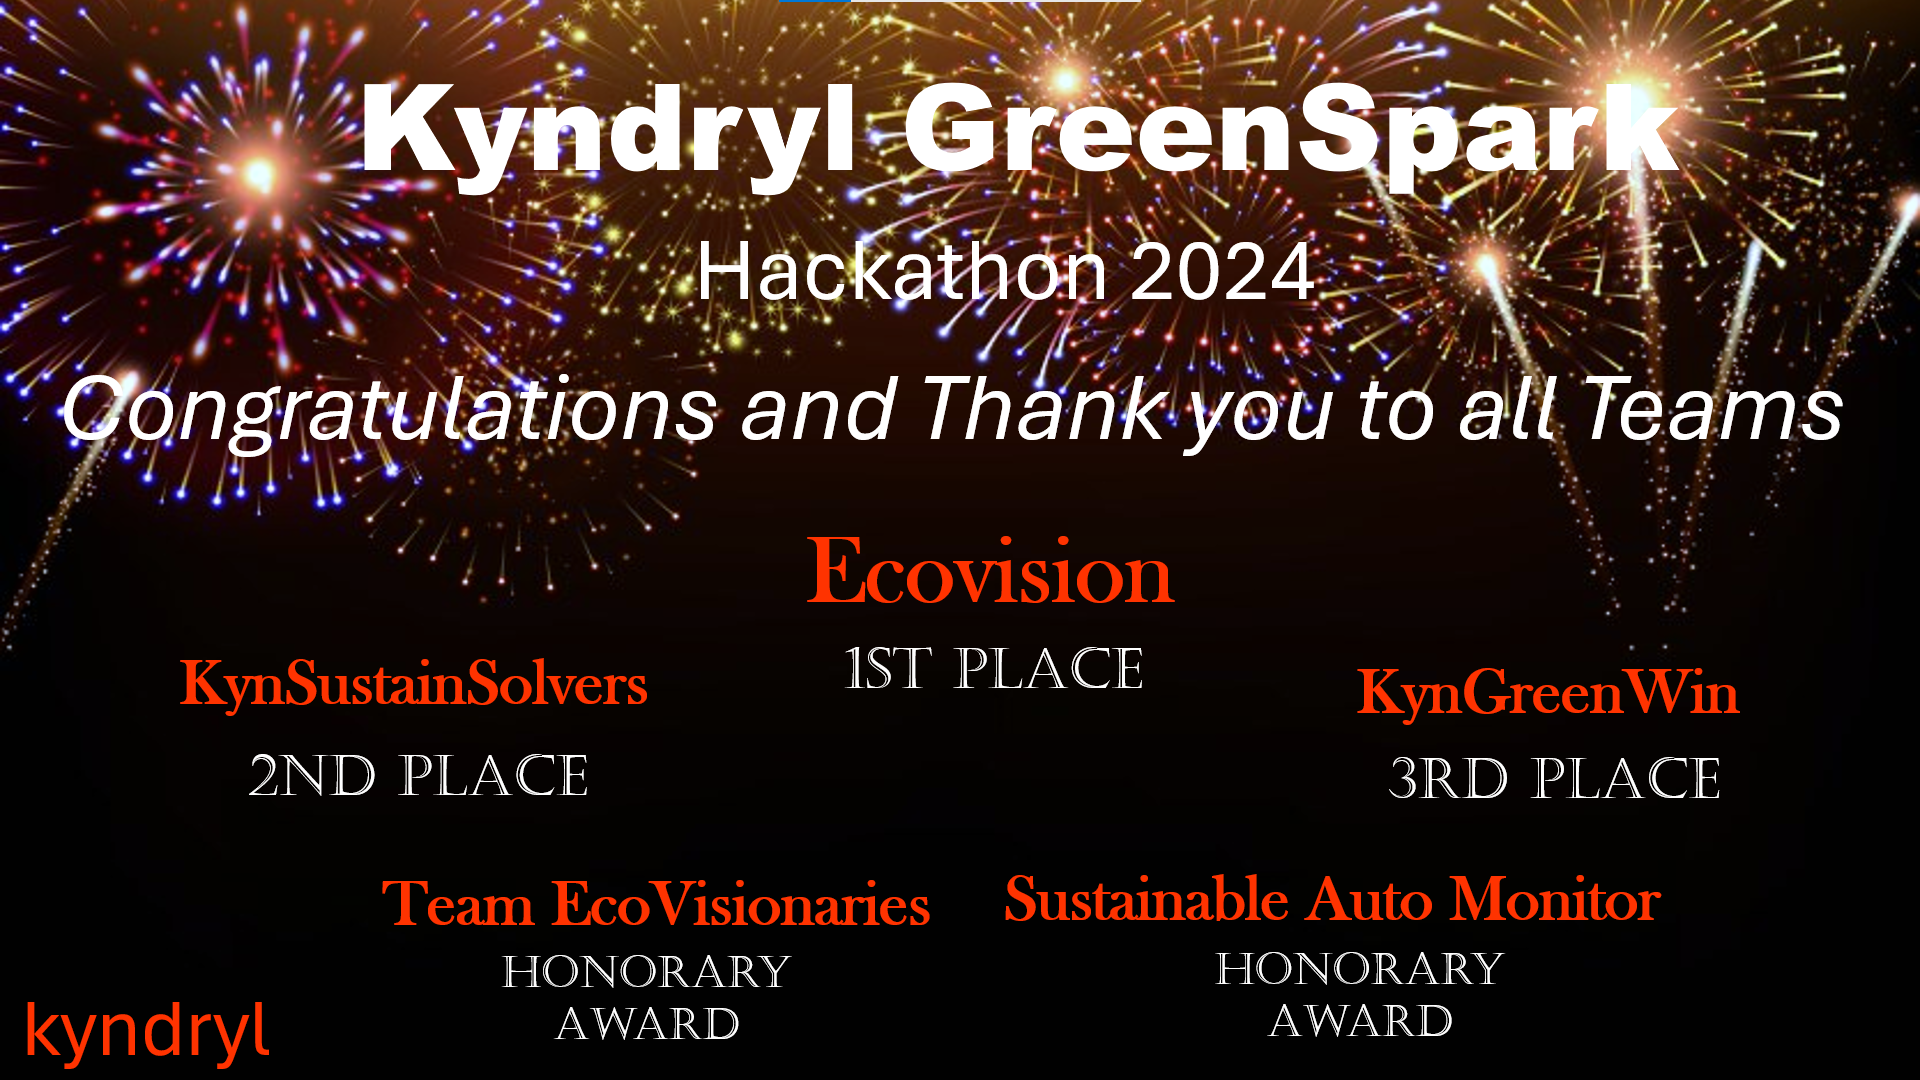 Kyndryl GreenSpark
Hackathon 2024
Congratulations and Thank you to all Teams
Ecovision
1ST PLACE
KynSustainSolvers
2ND PLACE
KynGreenWin
3RD PLACE
Team EcoVisionaries
HONORARY
AWARD
Sustainable Auto Monitor
HONORARY
AWARD
kyndryl